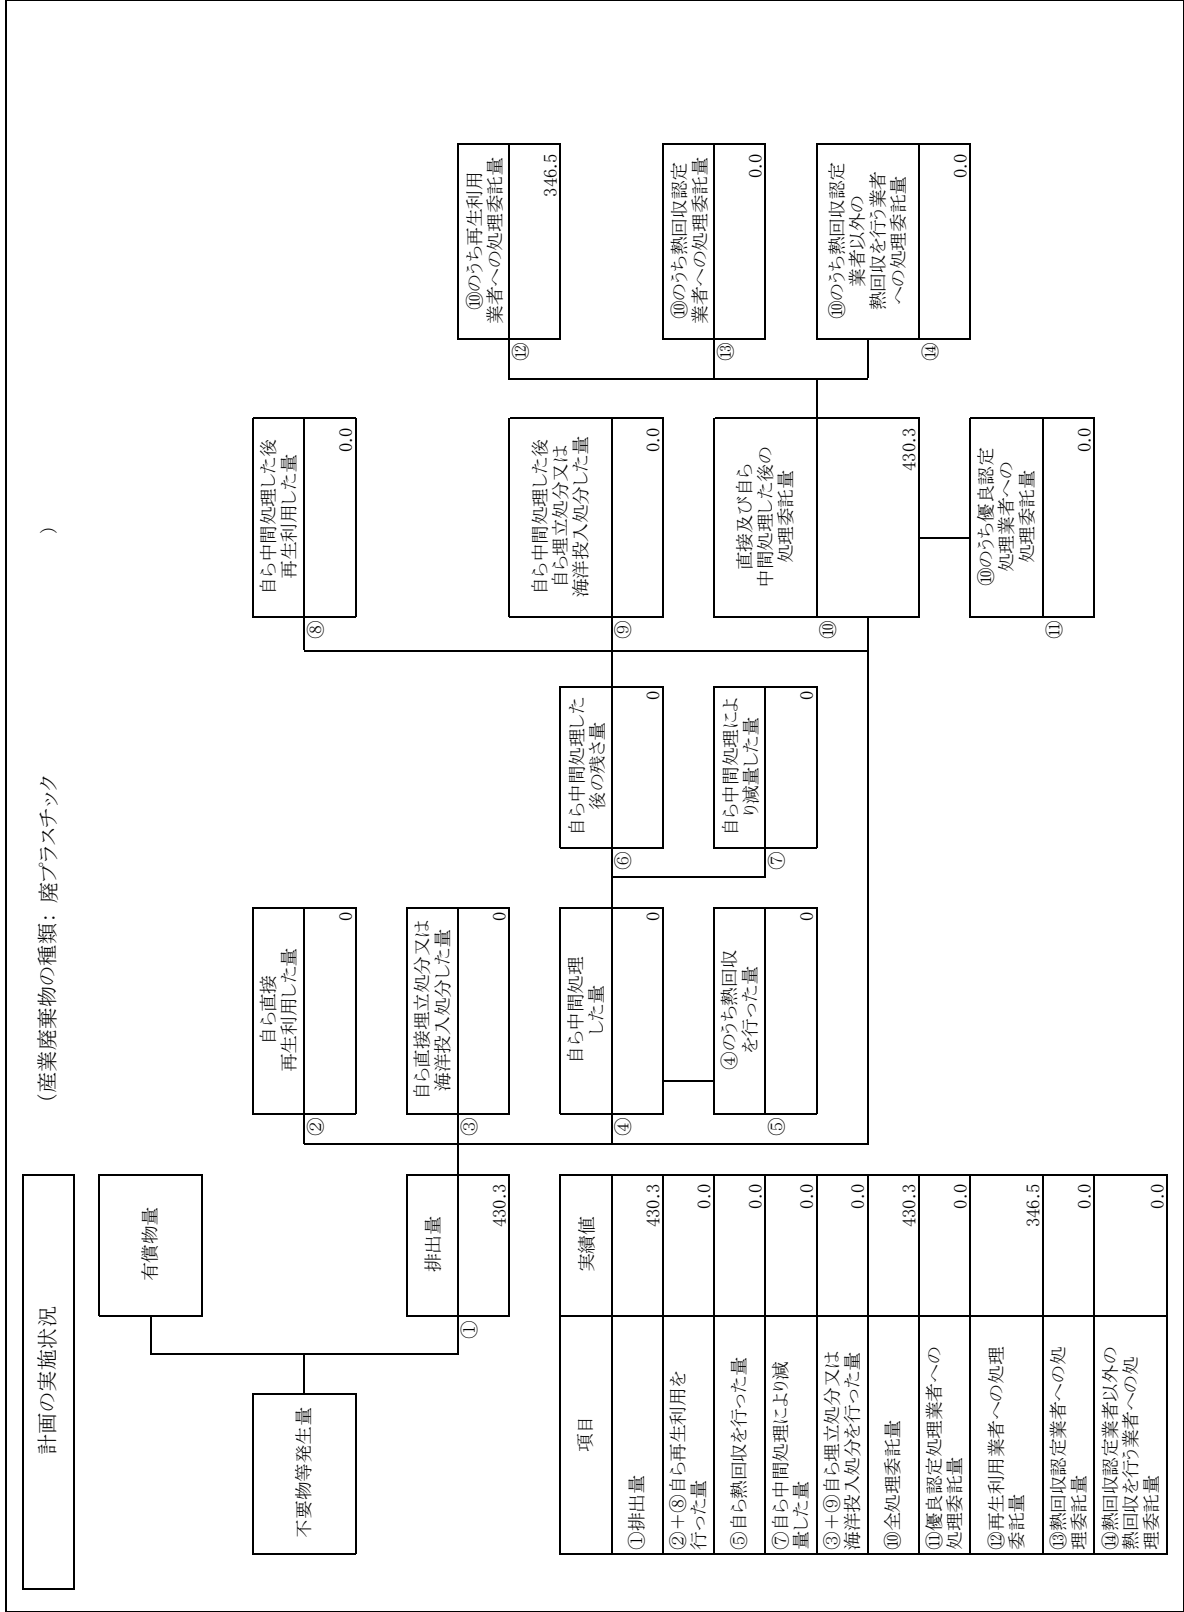 計画の実施状況
(産業廃棄物の種類：廃プラスチック )
不要物等発生量
有償物量
排出量
①
430.3
自ら直接
再生利用した量
②
0
自ら直接埋立処分又は
海洋投入処分した量
③
0
自ら中間処理
した量
④
0
④のうち熱回収
を行った量
⑤
0
自ら中間処理した
後の残さ量
⑥
0
自ら中間処理によ
り減量した量
⑦
0
自ら中間処理した後
再生利用した量
⑧
0.0
自ら中間処理した後
自ら埋立処分又は
海洋投入処分した量
⑨
0.0
直接及び自ら
中間処理した後の
処理委託量
⑩
430.3
⑩のうち優良認定
処理業者への
処理委託量
⑪
0.0
⑩のうち再生利用
業者への処理委託量
⑫
346.5
⑩のうち熱回収認定
業者への処理委託量
⑬
0.0
⑩のうち熱回収認定
業者以外の
熱回収を行う業者
への処理委託量
⑭
0.0
項目 実績値
①排出量 430.3
②＋⑧自ら再生利用を
行った量 0.0
⑤自ら熱回収を行った量 0.0
⑦自ら中間処理により減
量した量 0.0
③＋⑨自ら埋立処分又は
海洋投入処分を行った量 0.0
⑩全処理委託量 430.3
⑪優良認定処理業者への
処理委託量 0.0
⑫再生利用業者への処理
委託量 346.5
⑬熱回収認定業者への処
理委託量 0.0
⑭熱回収認定業者以外の
熱回収を行う業者への処
理委託量 0.0